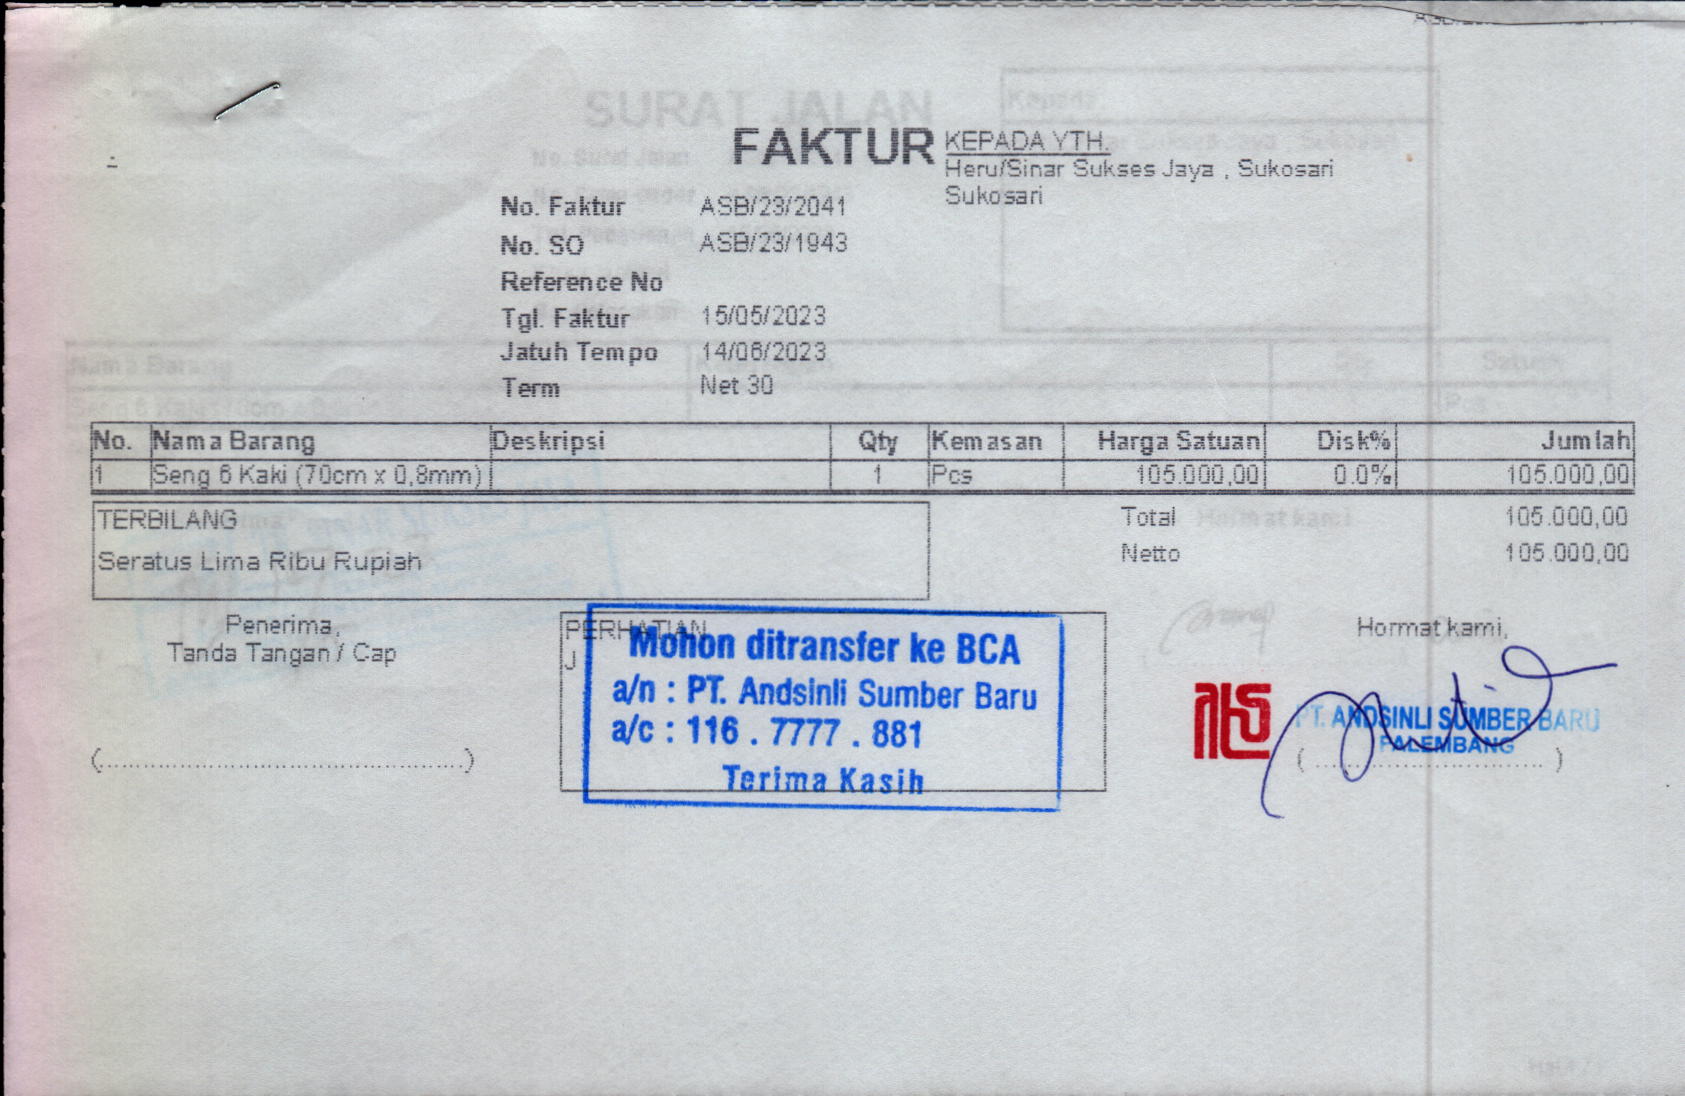 SURAT JALAN
Kepada,
FAKTUR
KEPADA YTH.
Heru/Sinar Sukses Jaya , Sukosari
Sukosari
No. Faktur ASB/23/2041
No. SO ASB/23/1943
Reference No
Tgl. Faktur 15/05/2023
Jatuh Tempo 14/06/2023
Term Net 30
No. Nama Barang Deskripsi Qty Kemasan Harga Satuan Disk% Jumlah
1 Seng 6 Kaki (70cm x 0,8mm) 1 Pcs 105.000,00 0.0% 105.000,00
TERBILANG
Seratus Lima Ribu Rupiah
Total 105.000,00
Netto 105.000,00
Penerima,
Tanda Tangan / Cap
PERHATIAN
J
Mohon ditransfer ke BCA
a/n : PT. Andsinli Sumber Baru
a/c : 116 . 7777 . 881
Terima Kasih
Hormat kami,
PT. ANDSINLI SUMBER BARU
PALEMBANG